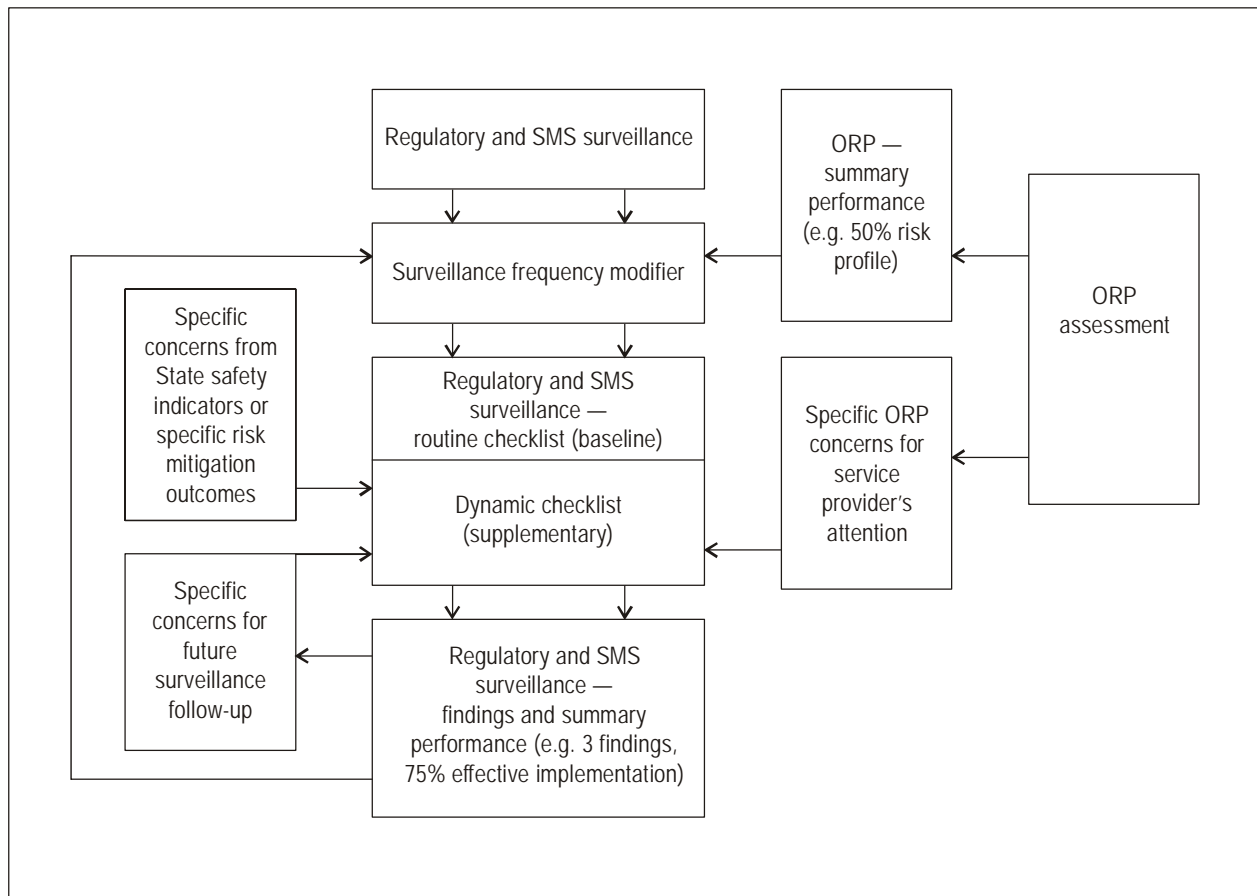 Regulatory and SMS surveillance
ORP —
summary
performance
(e.g. 50% risk
profile)
ORP
assessment
Surveillance frequency modifier
Specific
concerns from
State safety
indicators or
specific risk
mitigation
outcomes
Regulatory and SMS
surveillance —
routine checklist (baseline)
Dynamic checklist
(supplementary)
Specific ORP
concerns for
service
provider's
attention
Specific
concerns for
future
surveillance
follow-up
Regulatory and SMS
surveillance —
findings and summary
performance (e.g. 3 findings,
75% effective implementation)